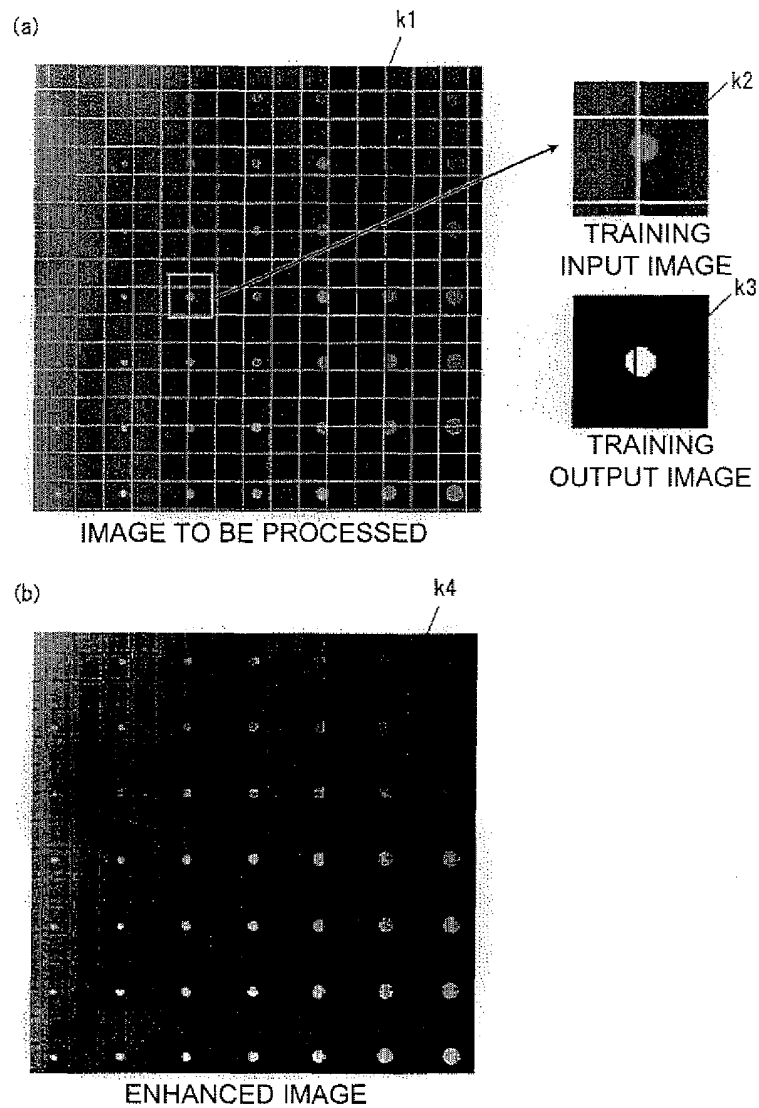 (a)
k1
k2
TRAINING
INPUT IMAGE
k3
TRAINING
OUTPUT IMAGE
IMAGE TO BE PROCESSED
(b)
k4
ENHANCED IMAGE